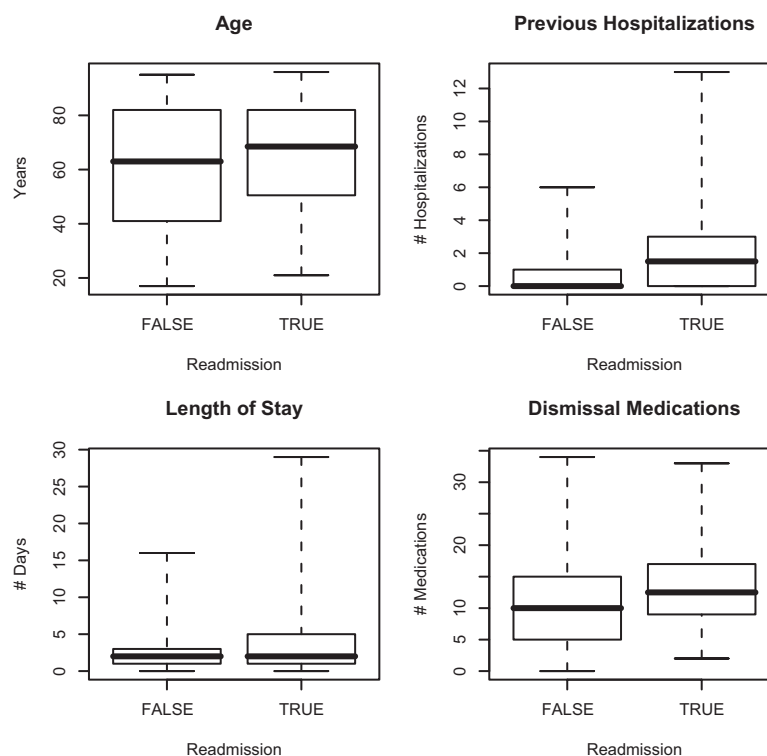 Age
Years
20
40
60
80
FALSE
TRUE
Readmission
Previous Hospitalizations
# Hospitalizations
0
2
4
6
8
10
12
FALSE
TRUE
Readmission
Length of Stay
# Days
0
5
10
15
20
25
30
FALSE
TRUE
Readmission
Dismissal Medications
# Medications
0
5
10
20
30
FALSE
TRUE
Readmission